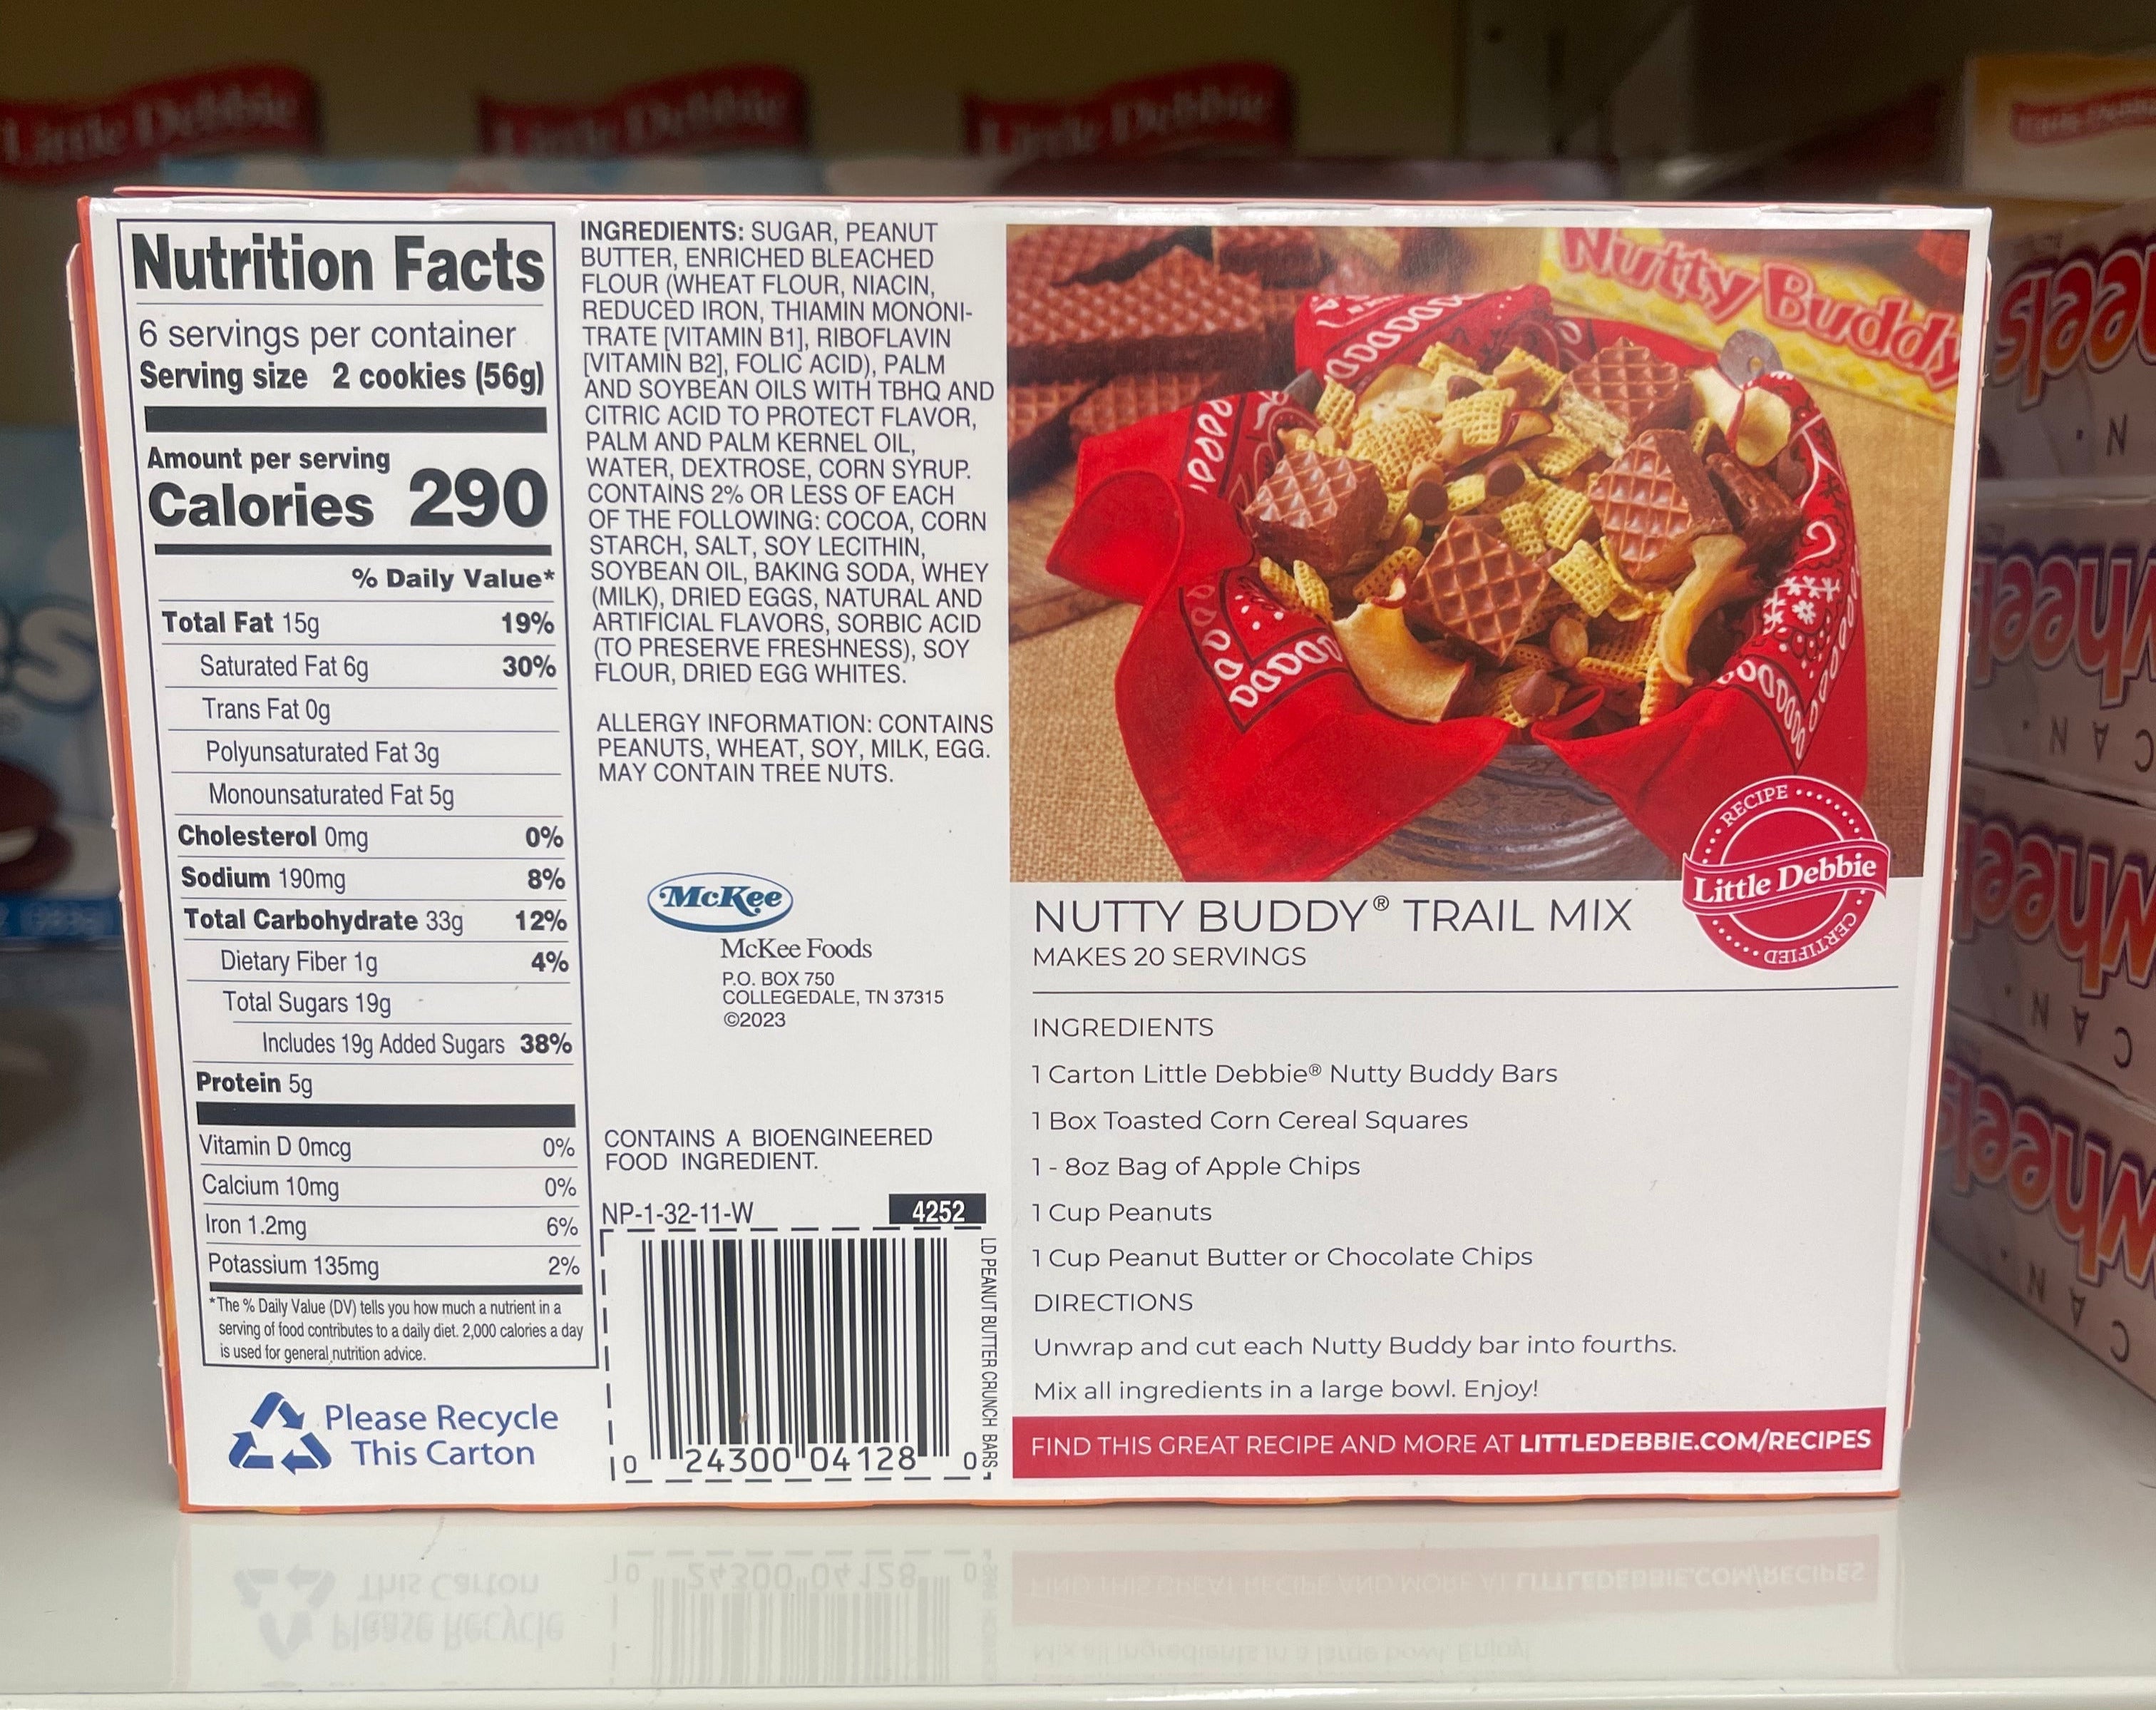 Little Debbie
Little Debbie
Little Debbie
Nutrition Facts
6 servings per container
Serving size 2 cookies (56g)
Amount per serving
Calories 290
% Daily Value*
Total Fat 15g 19%
Saturated Fat 6g 30%
Trans Fat 0g
Polyunsaturated Fat 3g
Monounsaturated Fat 5g
Cholesterol 0mg 0%
Sodium 190mg 8%
Total Carbohydrate 33g 12%
Dietary Fiber 1g 4%
Total Sugars 19g
Includes 19g Added Sugars 38%
Protein 5g
Vitamin D 0mcg 0%
Calcium 10mg 0%
Iron 1.2mg 6%
Potassium 135mg 2%
*The % Daily Value (DV) tells you how much a nutrient in a
serving of food contributes to a daily diet. 2,000 calories a day
is used for general nutrition advice.
Please Recycle
This Carton
INGREDIENTS: SUGAR, PEANUT
BUTTER, ENRICHED BLEACHED
FLOUR (WHEAT FLOUR, NIACIN,
REDUCED IRON, THIAMIN MONONI-
TRATE [VITAMIN B1], RIBOFLAVIN
[VITAMIN B2], FOLIC ACID), PALM
AND SOYBEAN OILS WITH TBHQ AND
CITRIC ACID TO PROTECT FLAVOR,
PALM AND PALM KERNEL OIL,
WATER, DEXTROSE, CORN SYRUP.
CONTAINS 2% OR LESS OF EACH
OF THE FOLLOWING: COCOA, CORN
STARCH, SALT, SOY LECITHIN,
SOYBEAN OIL, BAKING SODA, WHEY
(MILK), DRIED EGGS, NATURAL AND
ARTIFICIAL FLAVORS, SORBIC ACID
(TO PRESERVE FRESHNESS), SOY
FLOUR, DRIED EGG WHITES.
ALLERGY INFORMATION: CONTAINS
PEANUTS, WHEAT, SOY, MILK, EGG.
MAY CONTAIN TREE NUTS.
McKee
McKee Foods
P.O. BOX 750
COLLEGEDALE, TN 37315
©2023
CONTAINS A BIOENGINEERED
FOOD INGREDIENT.
NP-1-32-11-W 4252
LD PEANUT BUTTER CRUNCH BARS
0 24300 04128 0
Nutty Buddy
RECIPE
Little Debbie
CERTIFIED
NUTTY BUDDY® TRAIL MIX
MAKES 20 SERVINGS
INGREDIENTS
1 Carton Little Debbie® Nutty Buddy Bars
1 Box Toasted Corn Cereal Squares
1 - 8oz Bag of Apple Chips
1 Cup Peanuts
1 Cup Peanut Butter or Chocolate Chips
DIRECTIONS
Unwrap and cut each Nutty Buddy bar into fourths.
Mix all ingredients in a large bowl. Enjoy!
FIND THIS GREAT RECIPE AND MORE AT LITTLEDEBBIE.COM/RECIPES